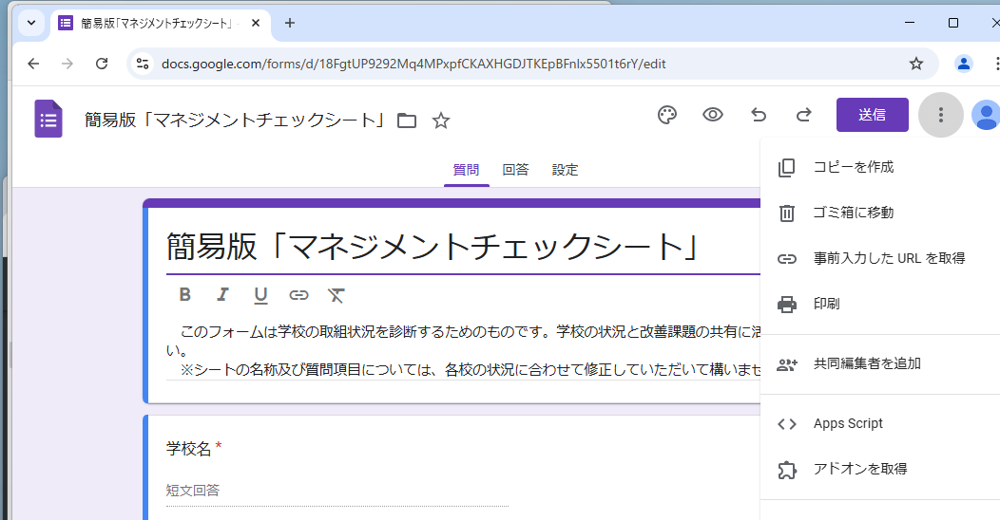 簡易版「マネジメントチェックシート」 -
docs.google.com/forms/d/18FgtUP9292Mq4MPxpfCKAXHGDJTKEpBFnIx5501t6rY/edit
簡易版「マネジメントチェックシート」
送信
質問 回答 設定
コピーを作成
ゴミ箱に移動
事前入力した URL を取得
印刷
共同編集者を追加
Apps Script
アドオンを取得
簡易版「マネジメントチェックシート」
B I U
このフォームは学校の取組状況を診断するためのものです。学校の状況と改善課題の共有に活
い。
※シートの名称及び質問項目については、各校の状況に合わせて修正していただいて構いませ
学校名 *
短文回答